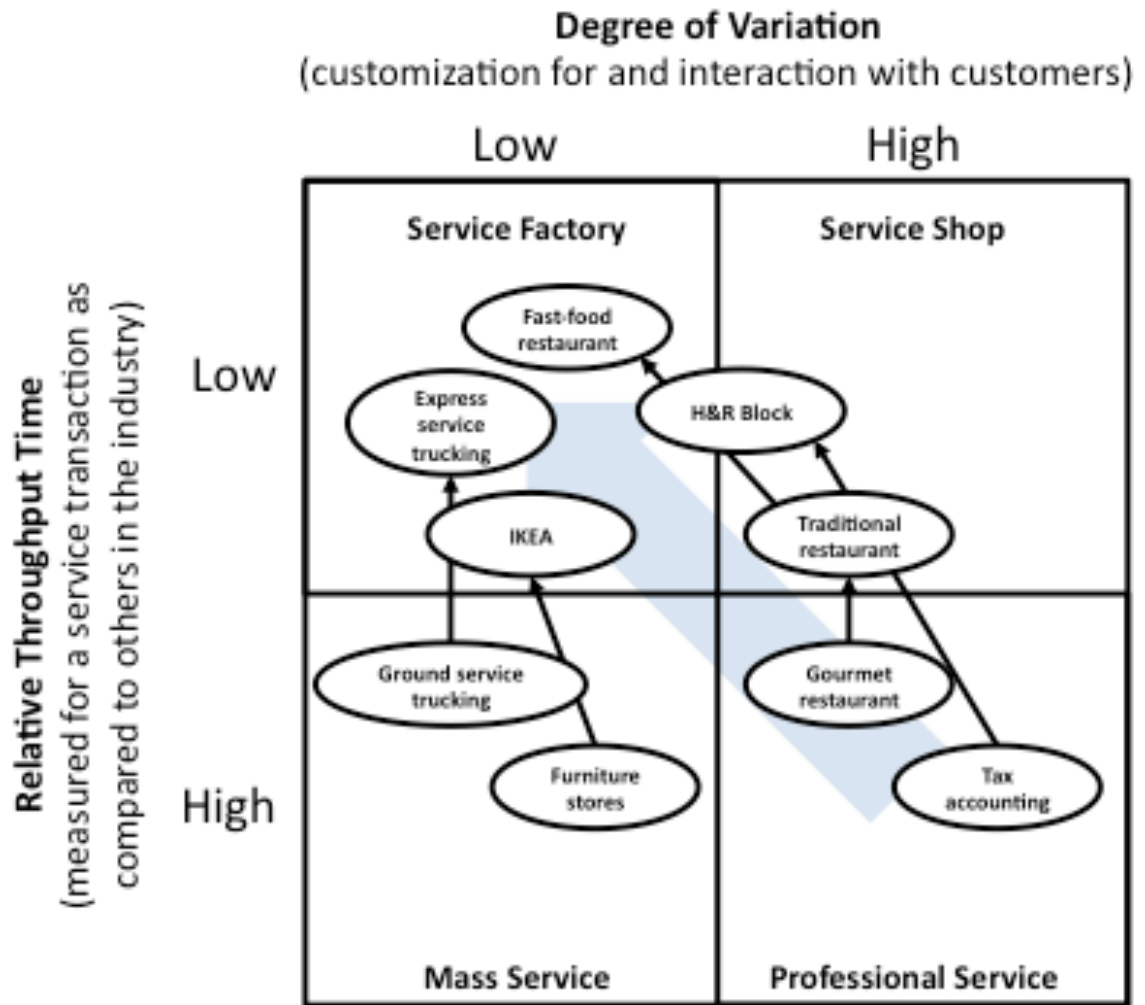 Degree of Variation
(customization for and interaction with customers)
Low
High
Service Factory
Service Shop
Relative Throughput Time
(measured for a service transaction as
compared to others in the industry)
Low
Fast-food
restaurant
Express
service
trucking
H&R Block
IKEA
Traditional
restaurant
Ground service
trucking
Gourmet
restaurant
High
Furniture
stores
Tax
accounting
Mass Service
Professional Service